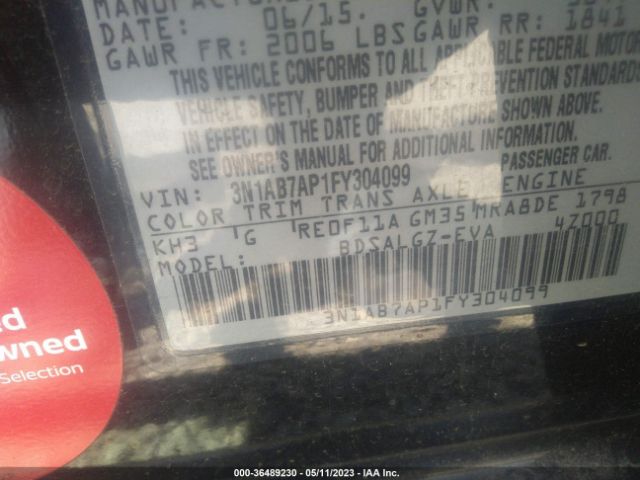 MANUFACTURED
DATE: 06/15. GVWR:
GAWR FR: 2006 LBS GAWR RR: 1841
THIS VEHICLE CONFORMS TO ALL APPLICABLE FEDERAL MOTOR
VEHICLE SAFETY, BUMPER AND THEFT PREVENTION STANDARDS
IN EFFECT ON THE DATE OF MANUFACTURE SHOWN ABOVE.
SEE OWNER'S MANUAL FOR ADDITIONAL INFORMATION.
VIN: 3N1AB7AP1FY304099 PASSENGER CAR.
COLOR TRIM TRANS AXLE ENGINE
KH3 G RE0F11A GM35 MRA8DE 1798
MODEL: BDSALGZ-EVA 4Z000
3N1AB7AP1FY304099
wned
Selection
000-36489230 - 05/11/2023 - IAA Inc.